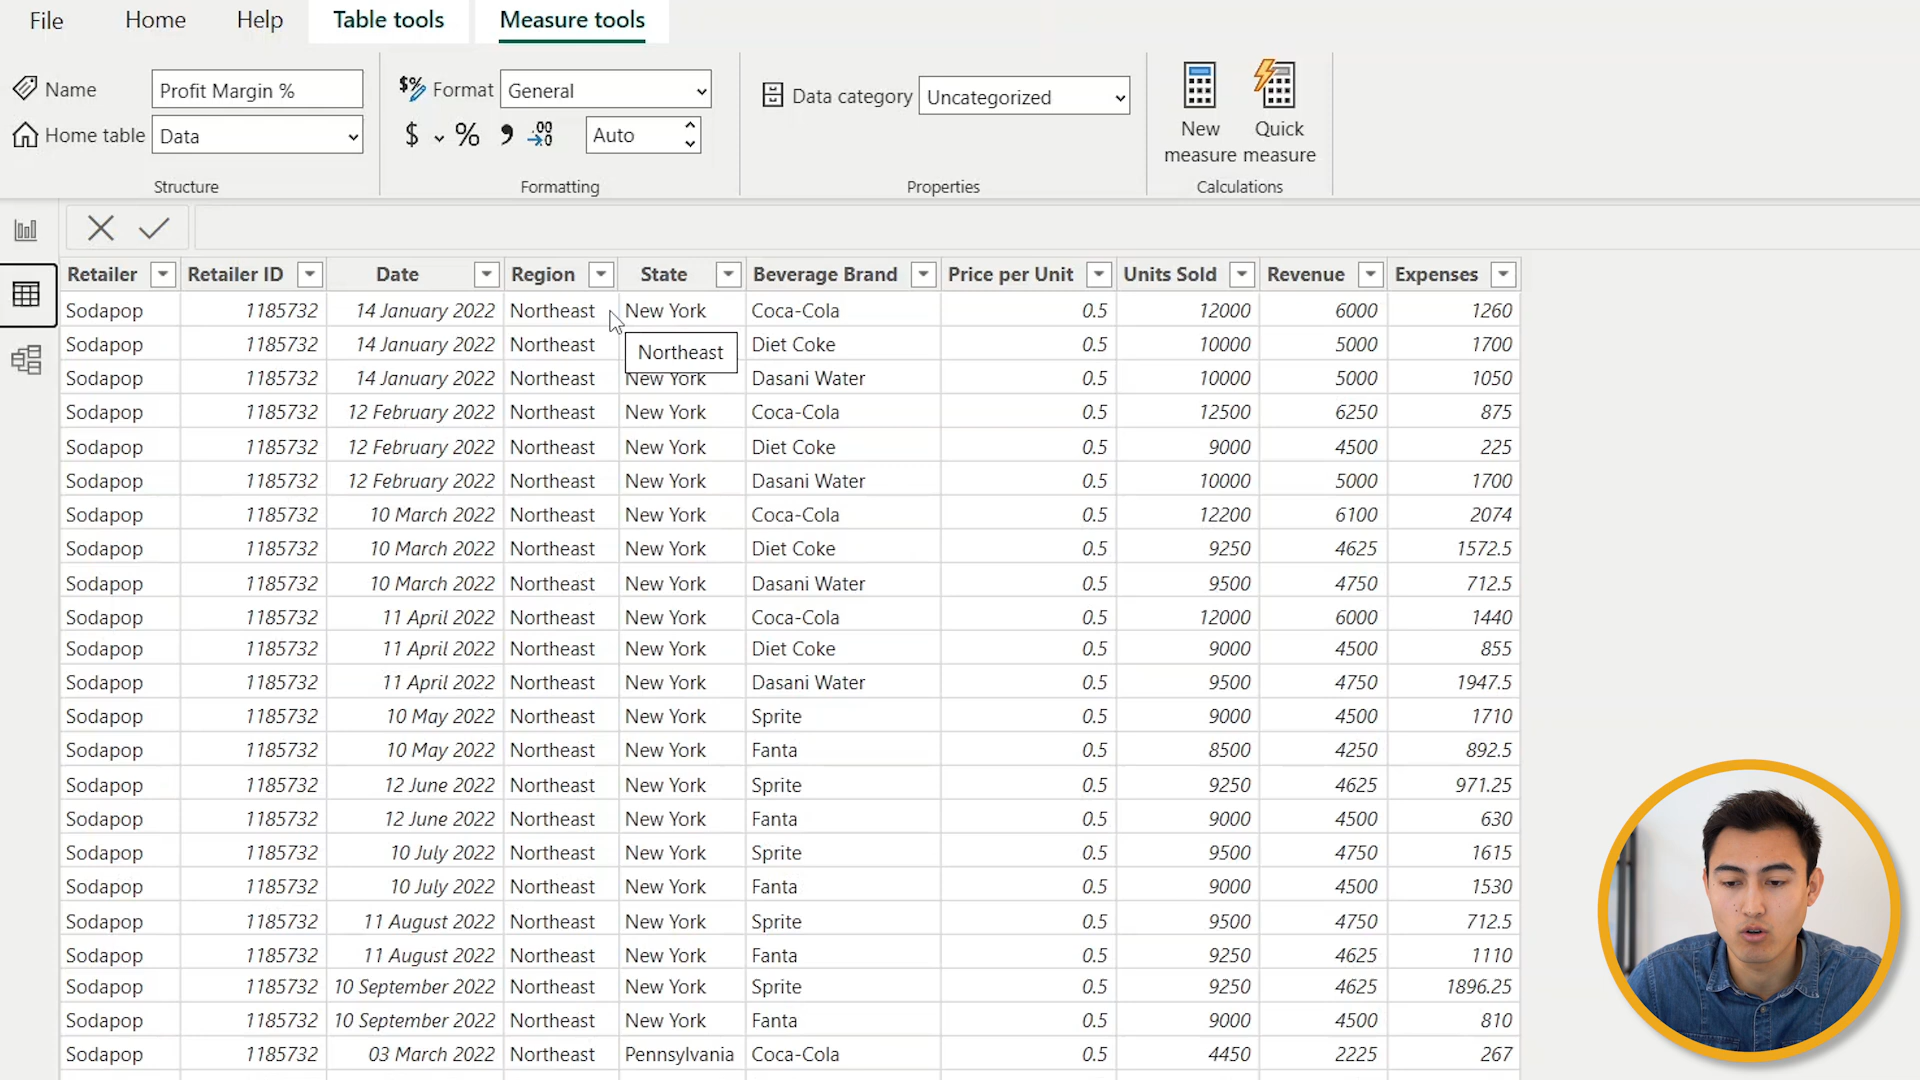 File Home Help Table tools Measure tools
Name Profit Margin % $% Format General Data category Uncategorized New measure Quick measure
Home table Data $ % , .00 →.0 Auto
Structure Formatting Properties Calculations
Retailer Retailer ID Date Region State Beverage Brand Price per Unit Units Sold Revenue Expenses
Sodapop 1185732 14 January 2022 Northeast New York Coca-Cola 0.5 12000 6000 1260
Sodapop 1185732 14 January 2022 Northeast Northeast Diet Coke 0.5 10000 5000 1700
Sodapop 1185732 14 January 2022 Northeast New York Dasani Water 0.5 10000 5000 1050
Sodapop 1185732 12 February 2022 Northeast New York Coca-Cola 0.5 12500 6250 875
Sodapop 1185732 12 February 2022 Northeast New York Diet Coke 0.5 9000 4500 225
Sodapop 1185732 12 February 2022 Northeast New York Dasani Water 0.5 10000 5000 1700
Sodapop 1185732 10 March 2022 Northeast New York Coca-Cola 0.5 12200 6100 2074
Sodapop 1185732 10 March 2022 Northeast New York Diet Coke 0.5 9250 4625 1572.5
Sodapop 1185732 10 March 2022 Northeast New York Dasani Water 0.5 9500 4750 712.5
Sodapop 1185732 11 April 2022 Northeast New York Coca-Cola 0.5 12000 6000 1440
Sodapop 1185732 11 April 2022 Northeast New York Diet Coke 0.5 9000 4500 855
Sodapop 1185732 11 April 2022 Northeast New York Dasani Water 0.5 9500 4750 1947.5
Sodapop 1185732 10 May 2022 Northeast New York Sprite 0.5 9000 4500 1710
Sodapop 1185732 10 May 2022 Northeast New York Fanta 0.5 8500 4250 892.5
Sodapop 1185732 12 June 2022 Northeast New York Sprite 0.5 9250 4625 971.25
Sodapop 1185732 12 June 2022 Northeast New York Fanta 0.5 9000 4500 630
Sodapop 1185732 10 July 2022 Northeast New York Sprite 0.5 9500 4750 1615
Sodapop 1185732 10 July 2022 Northeast New York Fanta 0.5 9000 4500 1530
Sodapop 1185732 11 August 2022 Northeast New York Sprite 0.5 9500 4750 712.5
Sodapop 1185732 11 August 2022 Northeast New York Fanta 0.5 9250 4625 1110
Sodapop 1185732 10 September 2022 Northeast New York Sprite 0.5 9250 4625 1896.25
Sodapop 1185732 10 September 2022 Northeast New York Fanta 0.5 9000 4500 810
Sodapop 1185732 03 March 2022 Northeast Pennsylvania Coca-Cola 0.5 4450 2225 267